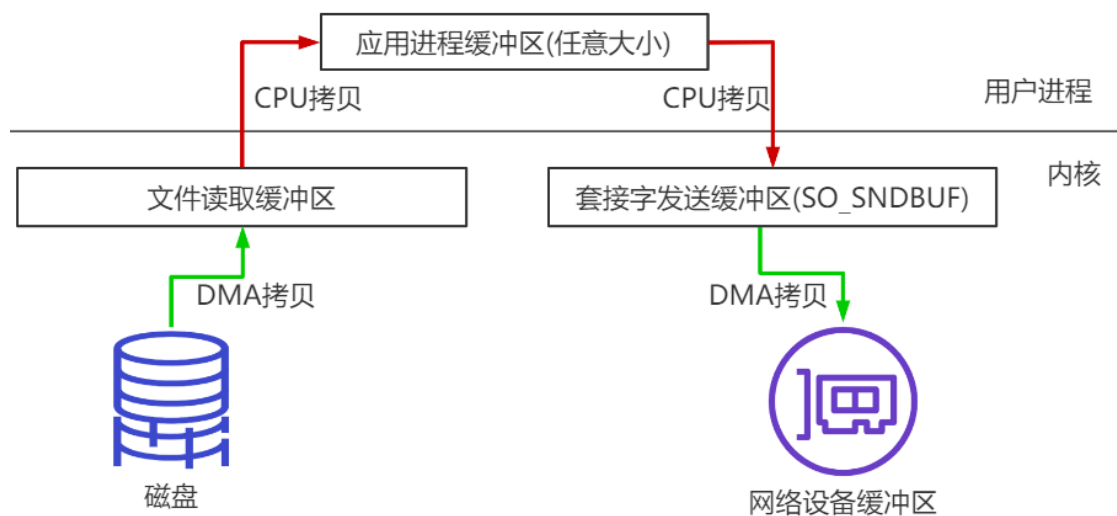 应用进程缓冲区(任意大小)
CPU拷贝
CPU拷贝
用户进程
内核
文件读取缓冲区
套接字发送缓冲区(SO_SNDBUF)
DMA拷贝
DMA拷贝
磁盘
网络设备缓冲区